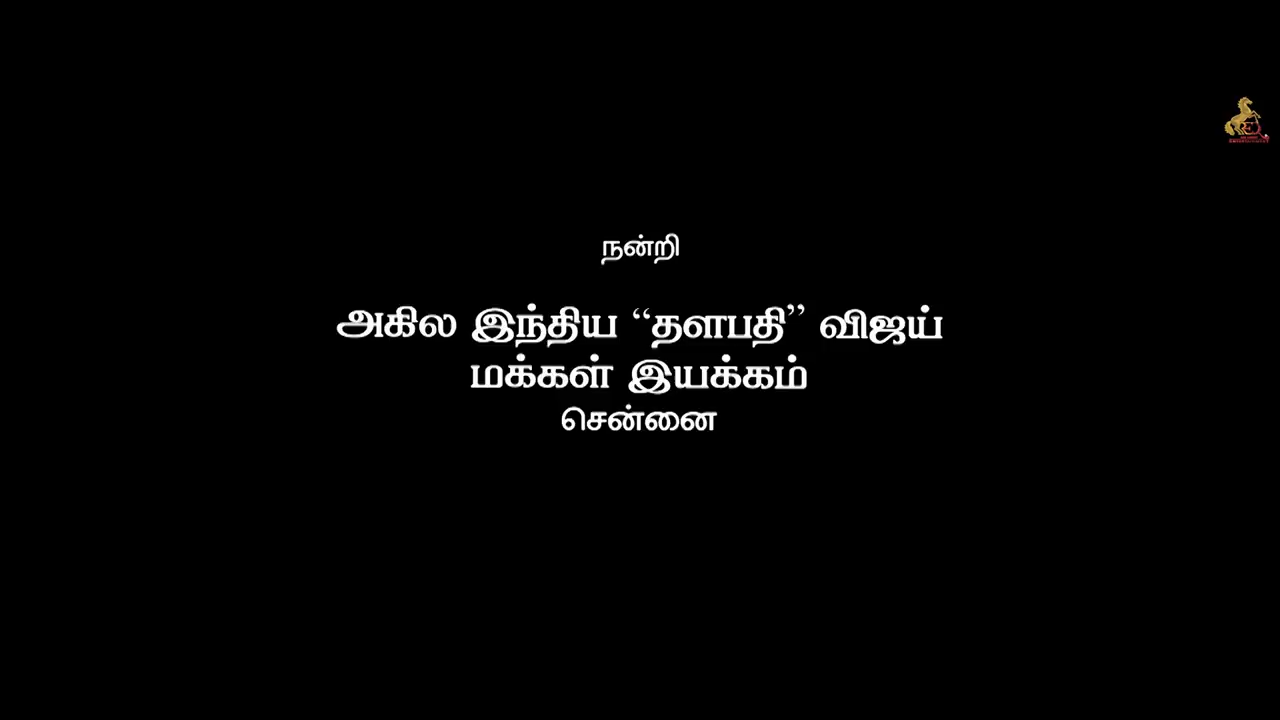 நன்றி
அகில இந்திய “தளபதி” விஜய்
மக்கள் இயக்கம்
சென்னை